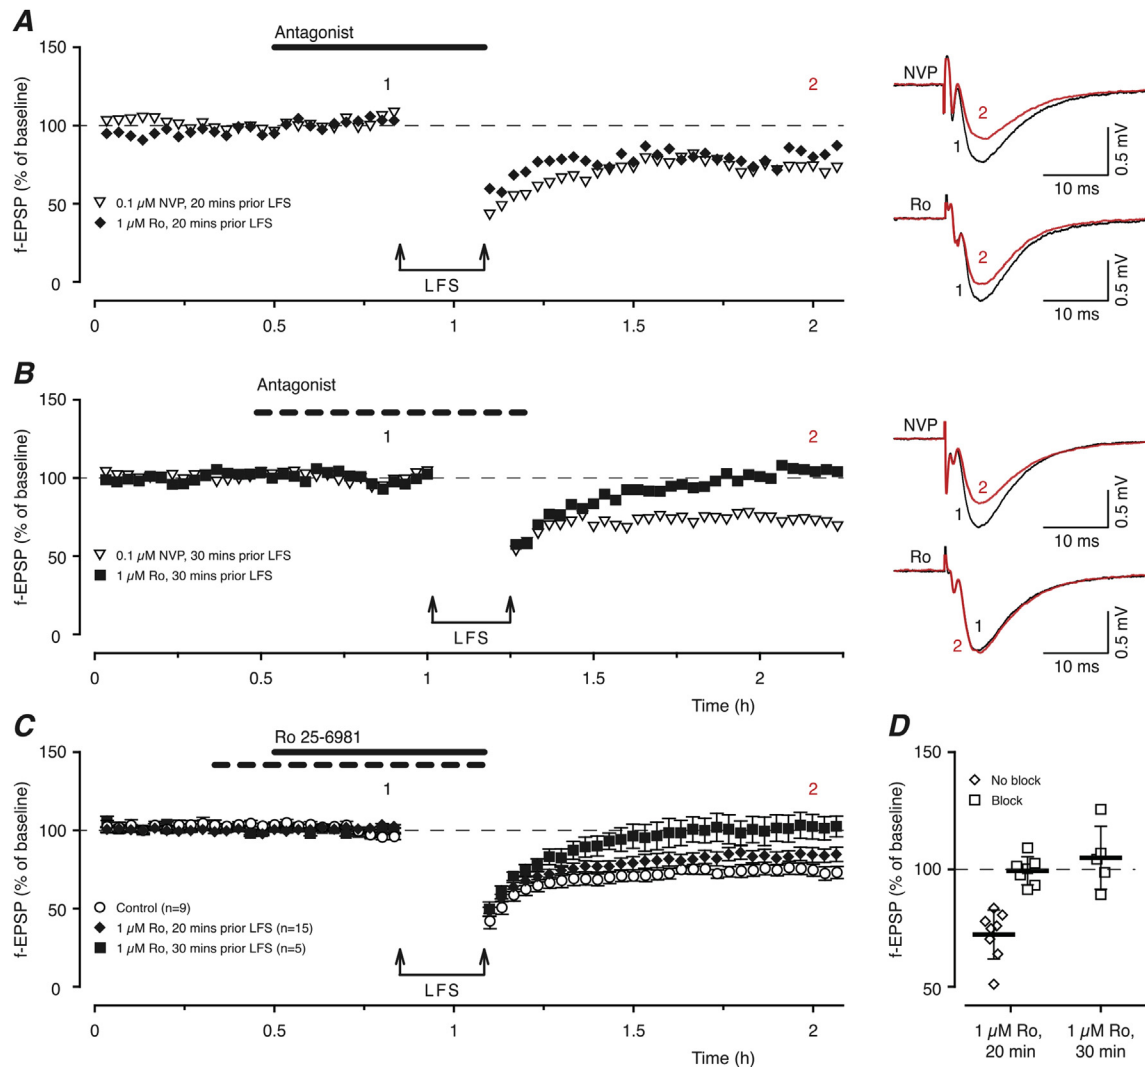 A
150
100
50
0
f-EPSP (% of baseline)
Antagonist
1
2
0.1 µM NVP, 20 mins prior LFS
1 µM Ro, 20 mins prior LFS
LFS
0
0.5
1
1.5
2
NVP
2
1
0.5 mV
10 ms
Ro
2
1
0.5 mV
10 ms
B
150
100
50
0
f-EPSP (% of baseline)
Antagonist
1
2
0.1 µM NVP, 30 mins prior LFS
1 µM Ro, 30 mins prior LFS
LFS
0
0.5
1
1.5
2
Time (h)
NVP
2
1
0.5 mV
10 ms
Ro
1
2
0.5 mV
10 ms
C
150
100
50
0
f-EPSP (% of baseline)
Ro 25-6981
1
2
Control (n=9)
1 µM Ro, 20 mins prior LFS (n=15)
1 µM Ro, 30 mins prior LFS (n=5)
LFS
0
0.5
1
1.5
2
Time (h)
D
150
100
50
f-EPSP (% of baseline)
No block
Block
1 µM Ro,
20 min
1 µM Ro,
30 min